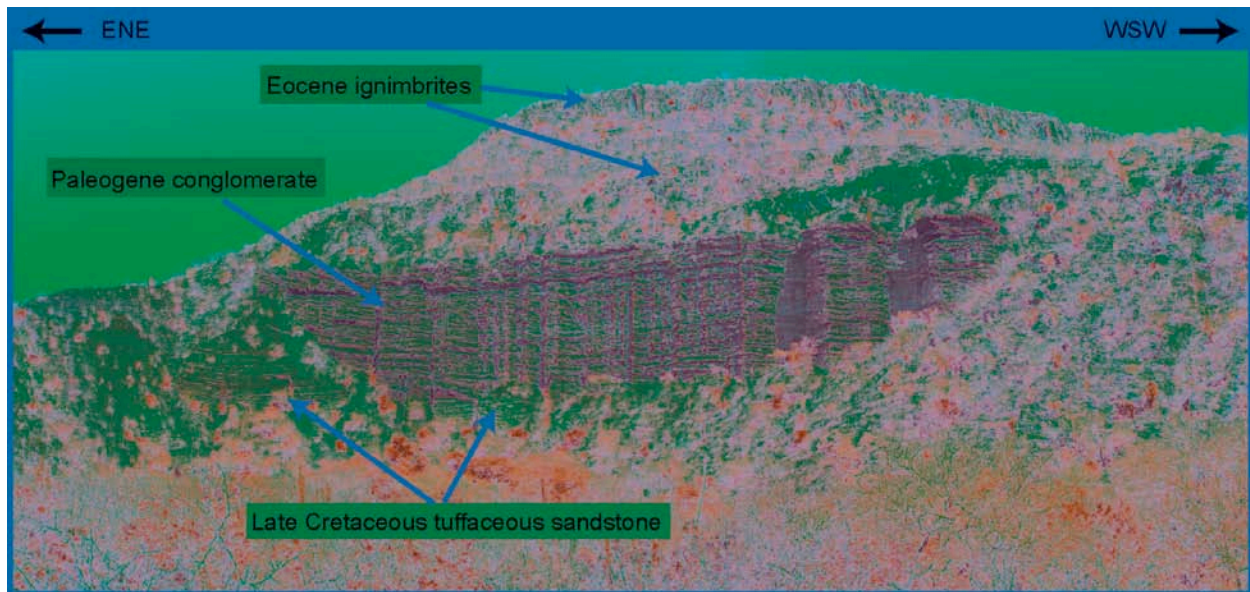 ENE
WSW
Eocene ignimbrites
Paleogene conglomerate
Late Cretaceous tuffaceous sandstone